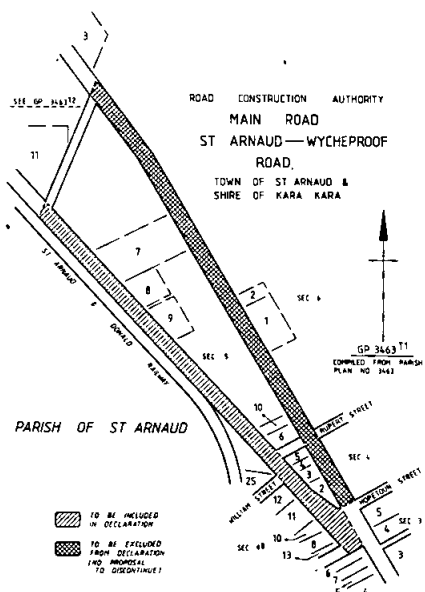 3
SEE GP 3463 T2
11
ROAD CONSTRUCTION AUTHORITY
MAIN ROAD
ST ARNAUD — WYCHEPROOF
ROAD,
TOWN OF ST ARNAUD &
SHIRE OF KARA KARA
7
8
9
2
1
SEC 6
ST ARNAUD & DONALD RAILWAY
SEC 5
GP 3463 T1
COMPILED FROM PARISH
PLAN NO 3463
PARISH OF ST ARNAUD
10
6
RUPERT STREET
SEC 4
5
3
2
25
WILLIAM STREET
HOPETOUN STREET
12
11
10
13
8
5
4
SEC 3
3
6
7
TO BE INCLUDED
IN DECLARATION
TO BE EXCLUDED
FROM DECLARATION
(NO PROPOSAL
TO DISCONTINUE)